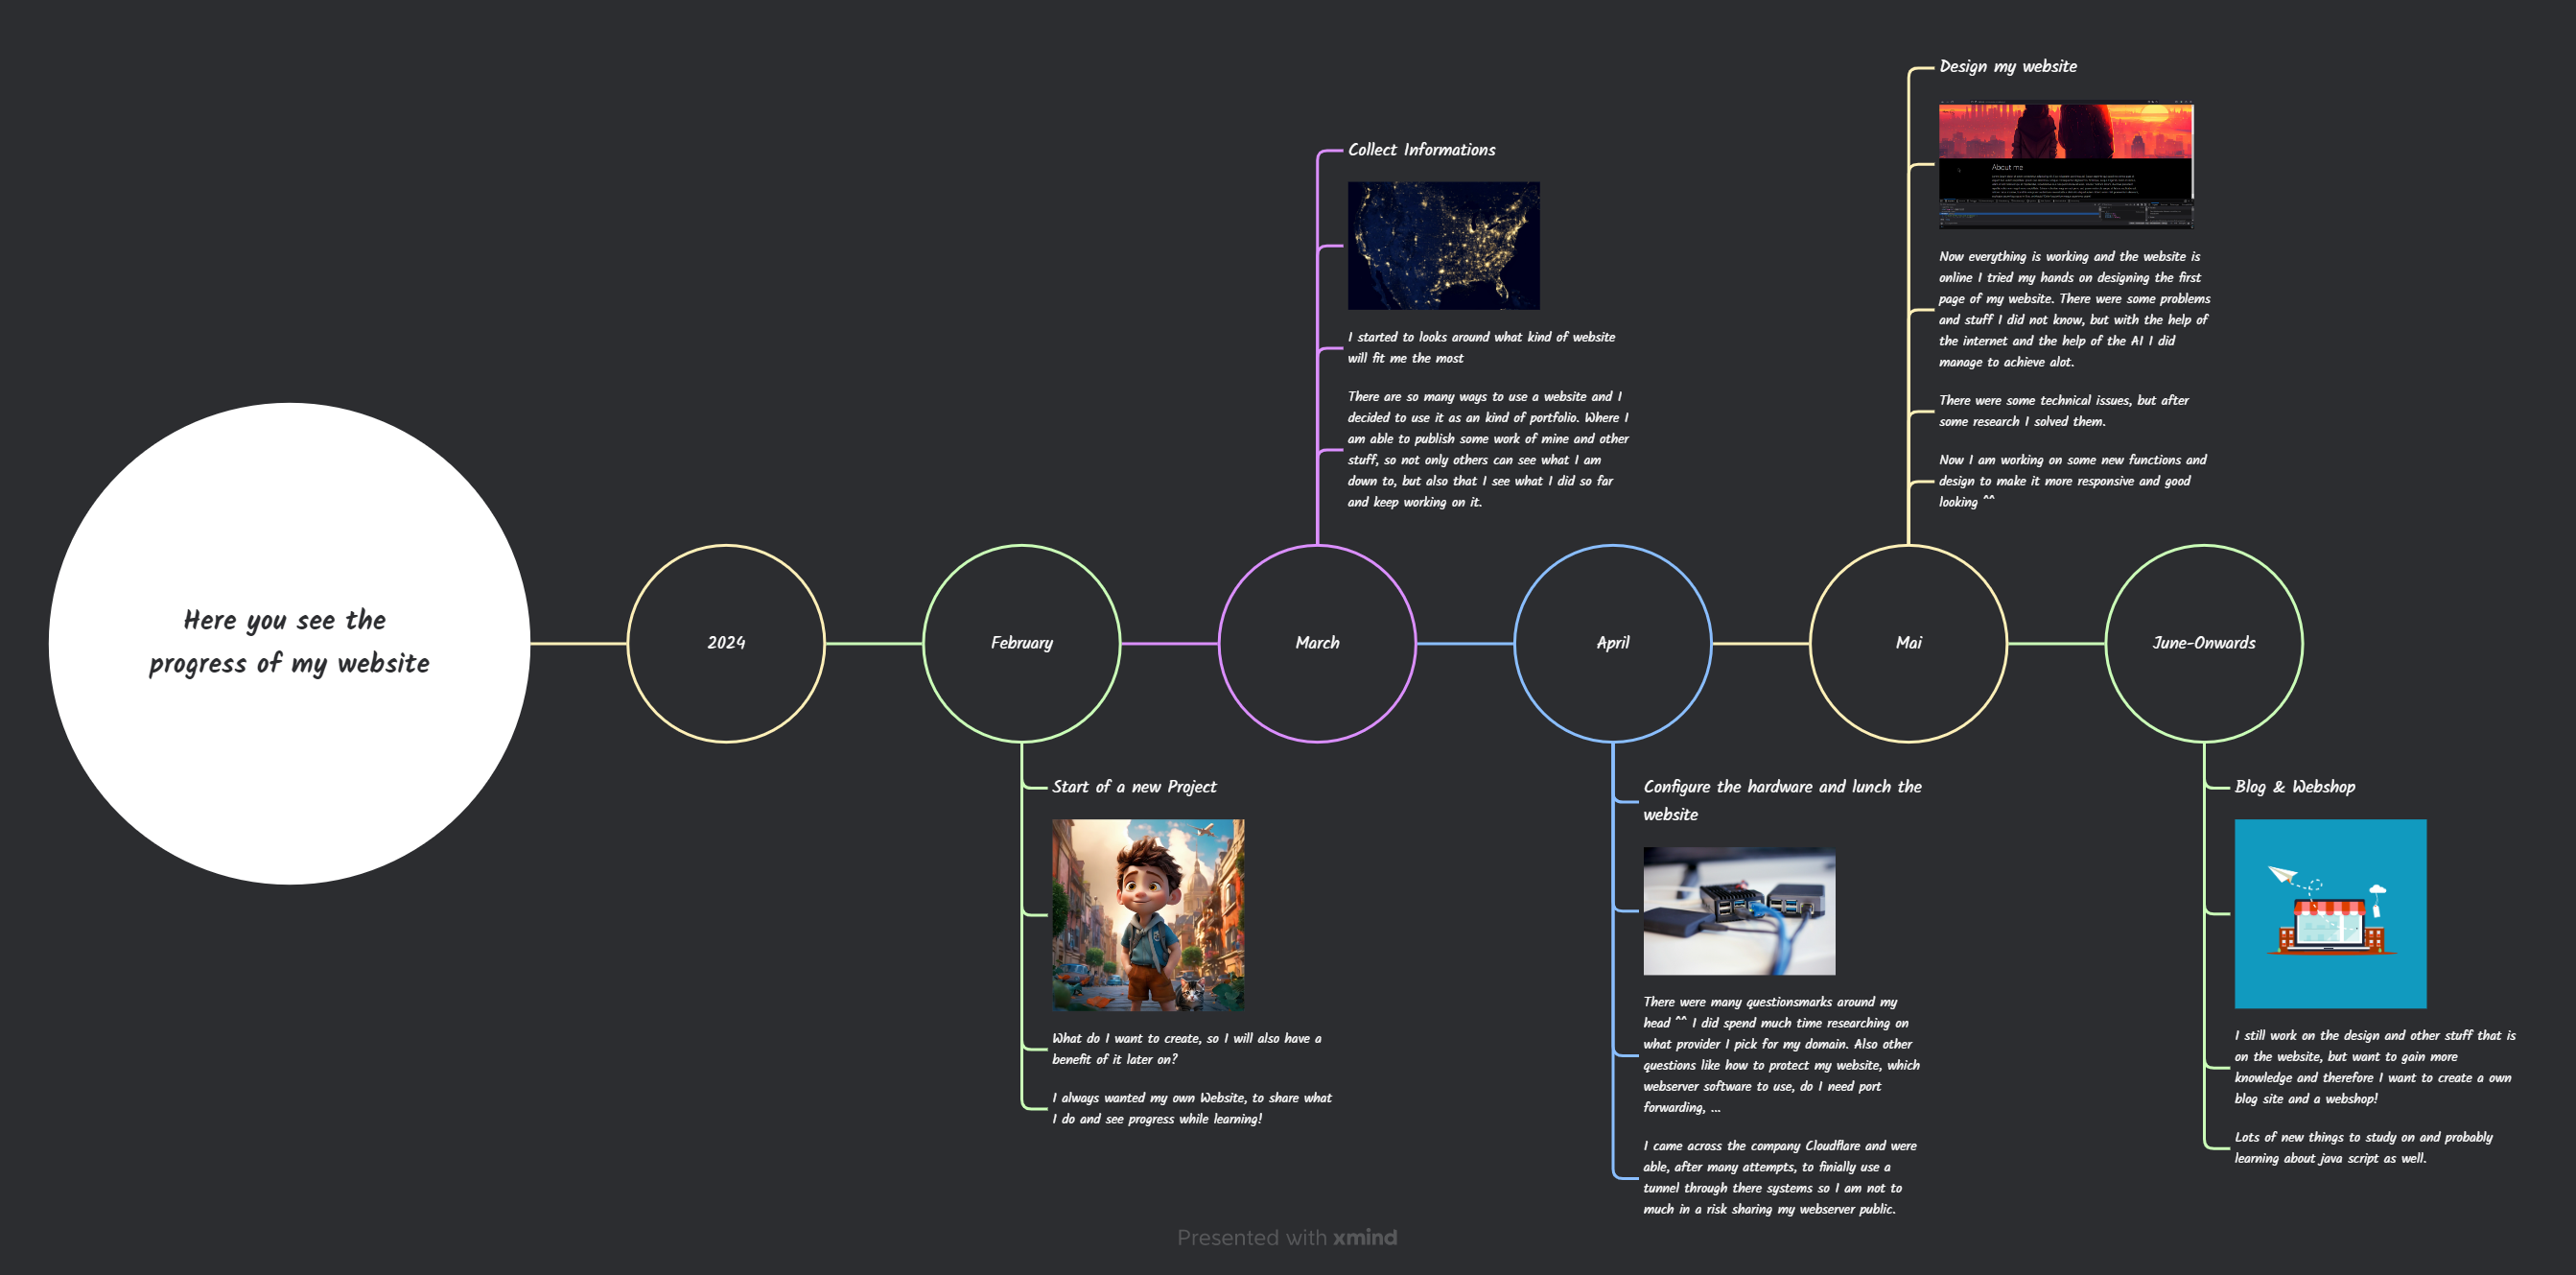 Here you see the
progress of my website
2024
February
Start of a new Project
What do I want to create, so I will also have a
benefit of it later on?
I always wanted my own Website, to share what
I do and see progress while learning!
March
Collect Informations
I started to looks around what kind of website
will fit me the most
There are so many ways to use a website and I
decided to use it as an kind of portfolio. Where I
am able to publish some work of mine and other
stuff, so not only others can see what I am
down to, but also that I see what I did so far
and keep working on it.
April
Configure the hardware and lunch the
website
There were many questionsmarks around my
head ^^ I did spend much time researching on
what provider I pick for my domain. Also other
questions like how to protect my website, which
webserver software to use, do I need port
forwarding, ...
I came across the company Cloudflare and were
able, after many attempts, to finially use a
tunnel through there systems so I am not to
much in a risk sharing my webserver public.
Mai
Design my website
About me
Now everything is working and the website is
online I tried my hands on designing the first
page of my website. There were some problems
and stuff I did not know, but with the help of
the internet and the help of the AI I did
manage to achieve alot.
There were some technical issues, but after
some research I solved them.
Now I am working on some new functions and
design to make it more responsive and good
looking ^^
June-Onwards
Blog & Webshop
I still work on the design and other stuff that is
on the website, but want to gain more
knowledge and therefore I want to create a own
blog site and a webshop!
Lots of new things to study on and probably
learning about java script as well.
Presented with xmind